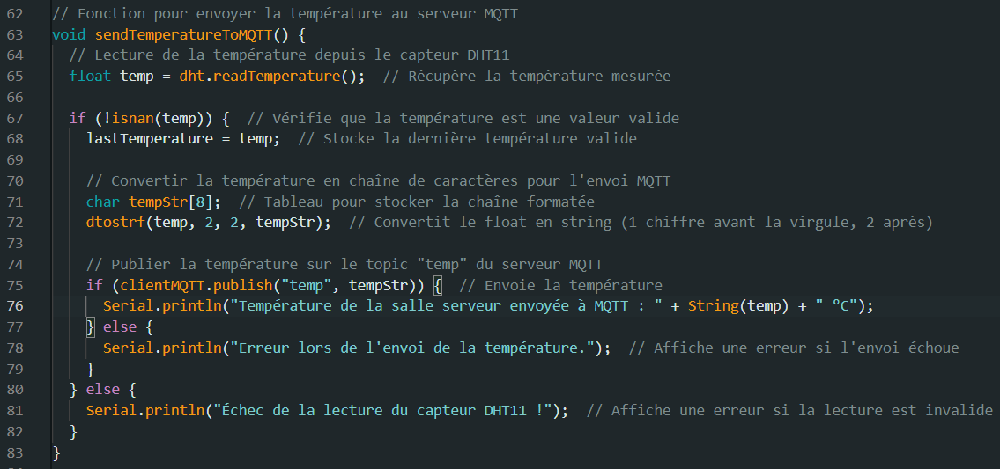 62 // Fonction pour envoyer la température au serveur MQTT
63 void sendTemperatureToMQTT() {
64 // Lecture de la température depuis le capteur DHT11
65 float temp = dht.readTemperature(); // Récupère la température mesurée
66
67 if (!isnan(temp)) { // Vérifie que la température est une valeur valide
68 lastTemperature = temp; // Stocke la dernière température valide
69
70 // Convertir la température en chaîne de caractères pour l'envoi MQTT
71 char tempStr[8]; // Tableau pour stocker la chaîne formatée
72 dtostrf(temp, 2, 2, tempStr); // Convertit le float en string (1 chiffre avant la virgule, 2 après)
73
74 // Publier la température sur le topic "temp" du serveur MQTT
75 if (clientMQTT.publish("temp", tempStr)) { // Envoie la température
76 Serial.println("Température de la salle serveur envoyée à MQTT : " + String(temp) + " °C");
77 } else {
78 Serial.println("Erreur lors de l'envoi de la température."); // Affiche une erreur si l'envoi échoue
79 }
80 } else {
81 Serial.println("Échec de la lecture du capteur DHT11 !"); // Affiche une erreur si la lecture est invalide
82 }
83 }